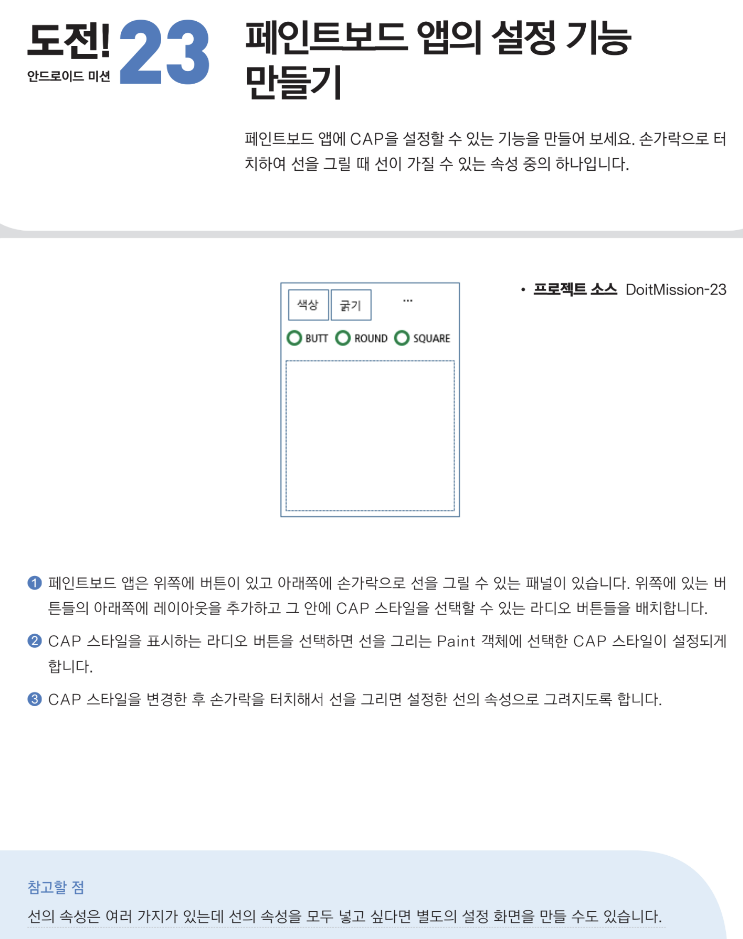 도전! 23
안드로이드 미션
페인트보드 앱의 설정 기능
만들기
페인트보드 앱에 CAP을 설정할 수 있는 기능을 만들어 보세요. 손가락으로 터
치하여 선을 그릴 때 선이 가질 수 있는 속성 중의 하나입니다.
• 프로젝트 소스 DoitMission-23
색상 굵기 ...
BUTT ROUND SQUARE
❶ 페인트보드 앱은 위쪽에 버튼이 있고 아래쪽에 손가락으로 선을 그릴 수 있는 패널이 있습니다. 위쪽에 있는 버
튼들의 아래쪽에 레이아웃을 추가하고 그 안에 CAP 스타일을 선택할 수 있는 라디오 버튼들을 배치합니다.
❷ CAP 스타일을 표시하는 라디오 버튼을 선택하면 선을 그리는 Paint 객체에 선택한 CAP 스타일이 설정되게
합니다.
❸ CAP 스타일을 변경한 후 손가락을 터치해서 선을 그리면 설정한 선의 속성으로 그려지도록 합니다.
참고할 점
선의 속성은 여러 가지가 있는데 선의 속성을 모두 넣고 싶다면 별도의 설정 화면을 만들 수도 있습니다.